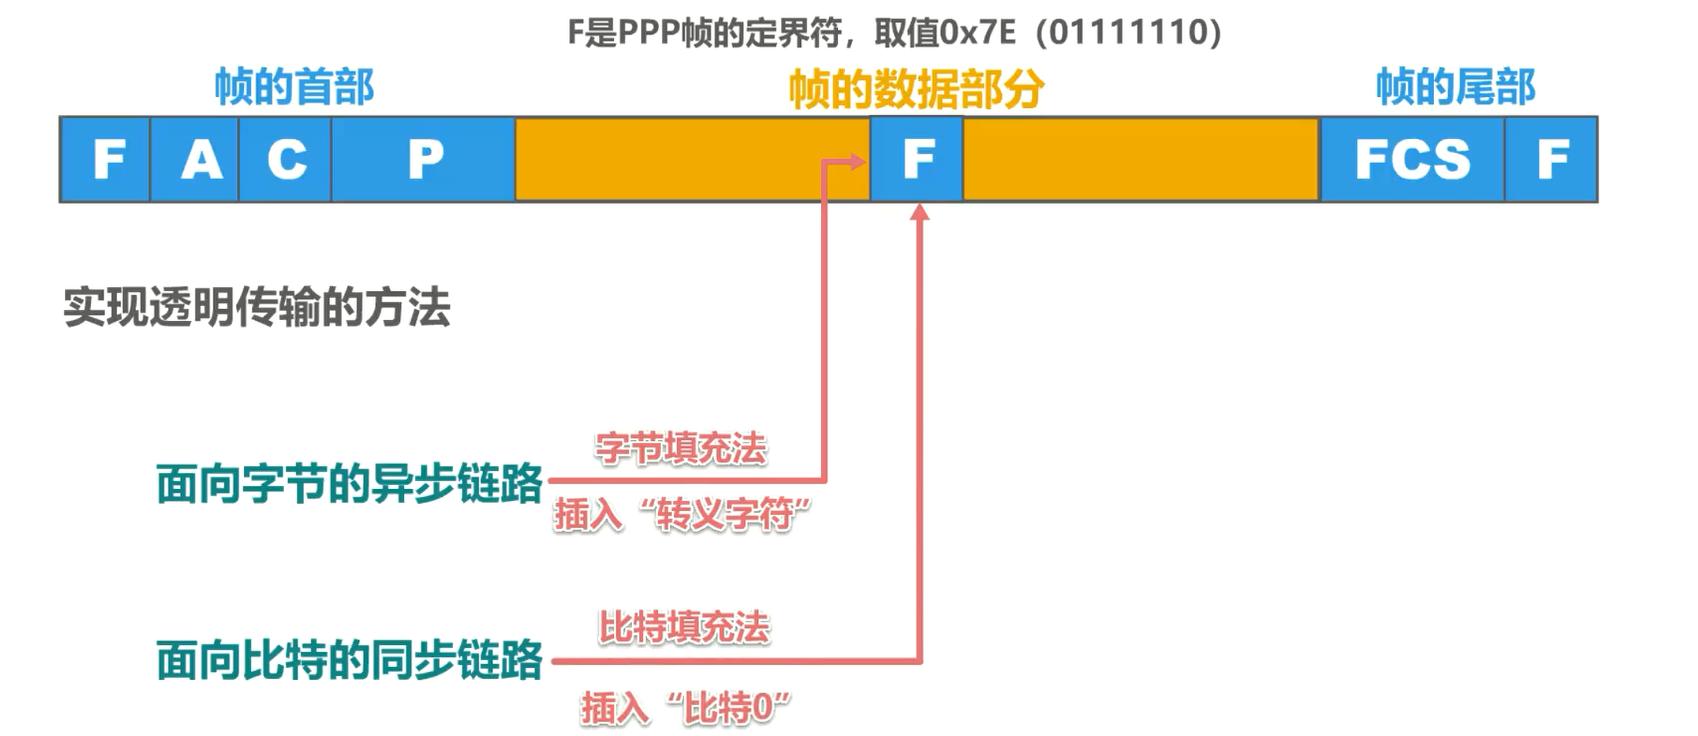 F是PPP帧的定界符，取值0x7E（01111110）
帧的首部
帧的数据部分
帧的尾部
F A C P F FCS F
实现透明传输的方法
字节填充法
面向字节的异步链路
插入“转义字符”
比特填充法
面向比特的同步链路
插入“比特0”